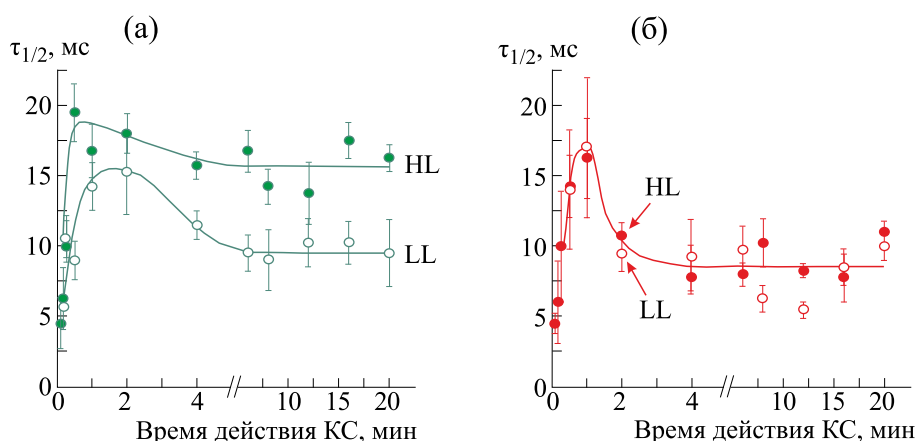 (а)
τ1/2, мс
20
15
10
5
0
HL
LL
0 2 4 10 15 20
Время действия КС, мин
(б)
τ1/2, мс
20
15
10
5
0
HL
LL
0 2 4 10 15 20
Время действия КС, мин